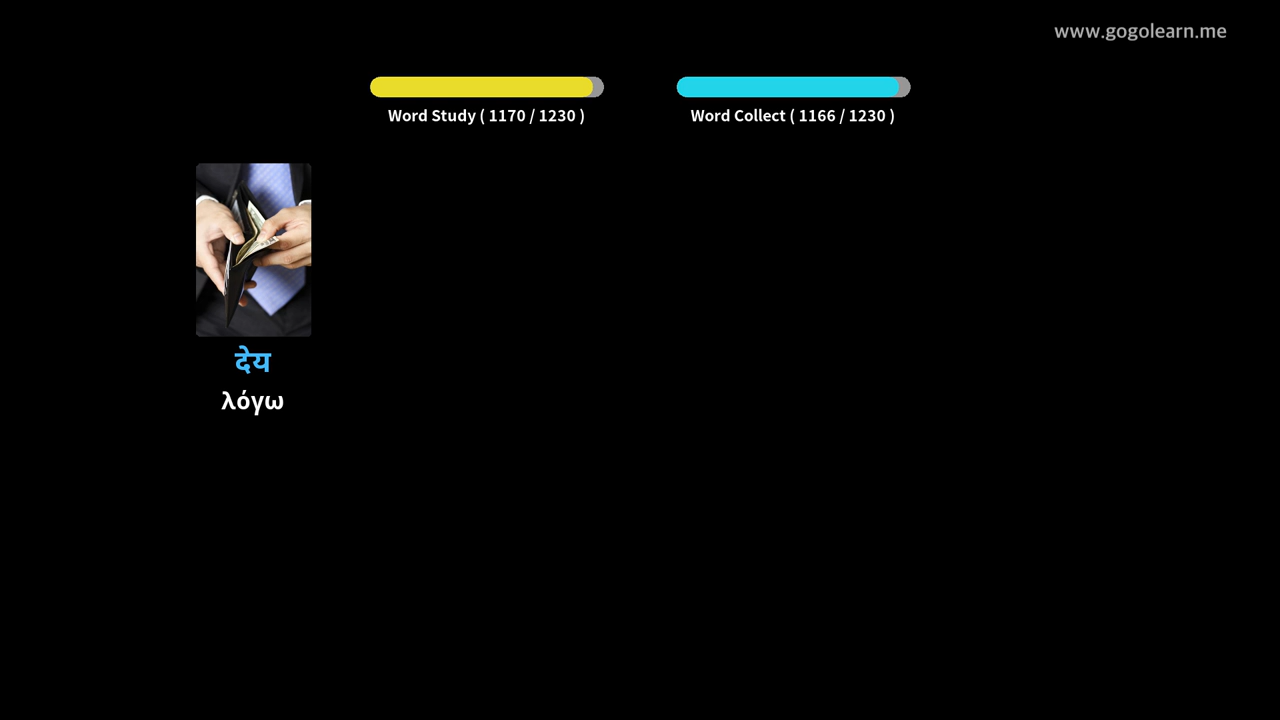 www.gogolearn.me
Word Study ( 1170 / 1230 )
Word Collect ( 1166 / 1230 )
देय
λόγω